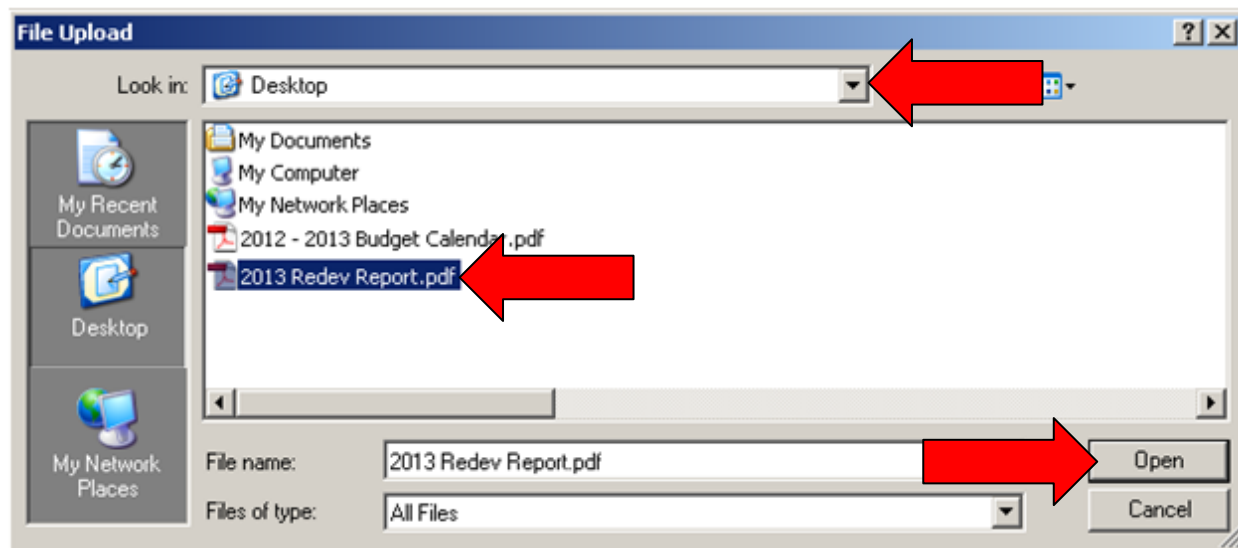 File Upload
Look in: Desktop
My Documents
My Computer
My Network Places
2012 - 2013 Budget Calendar.pdf
2013 Redev Report.pdf
My Recent
Documents
Desktop
My Network
Places
File name: 2013 Redev Report.pdf Open
Files of type: All Files Cancel